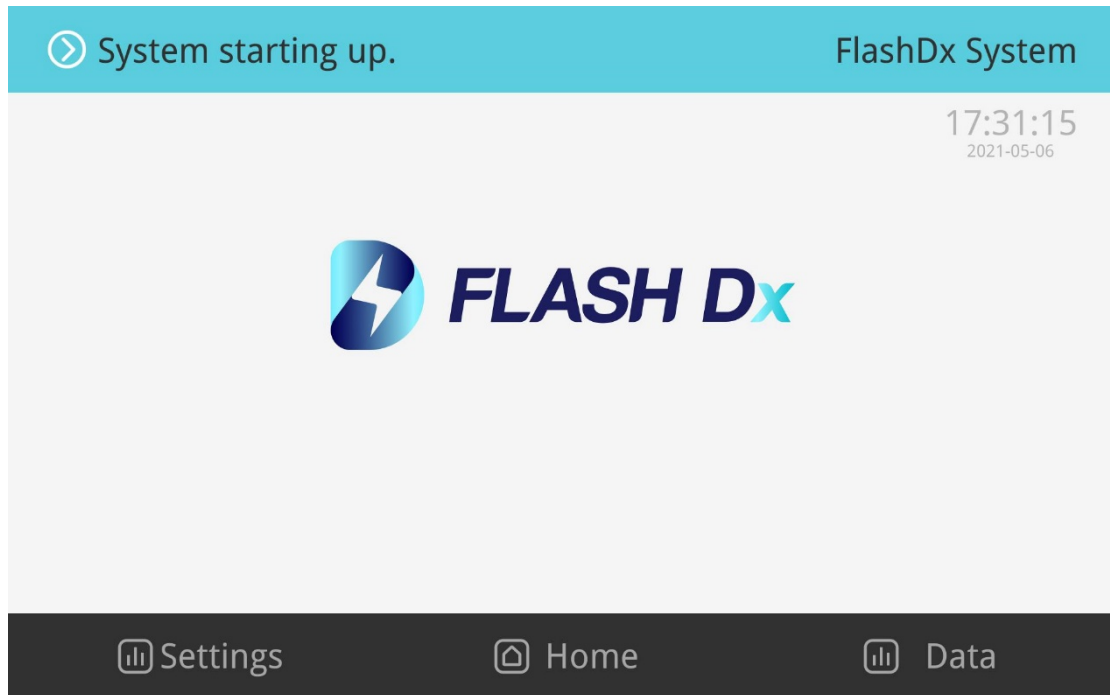 System starting up.
FlashDx System
17:31:15
2021-05-06
FLASH Dx
Settings
Home
Data